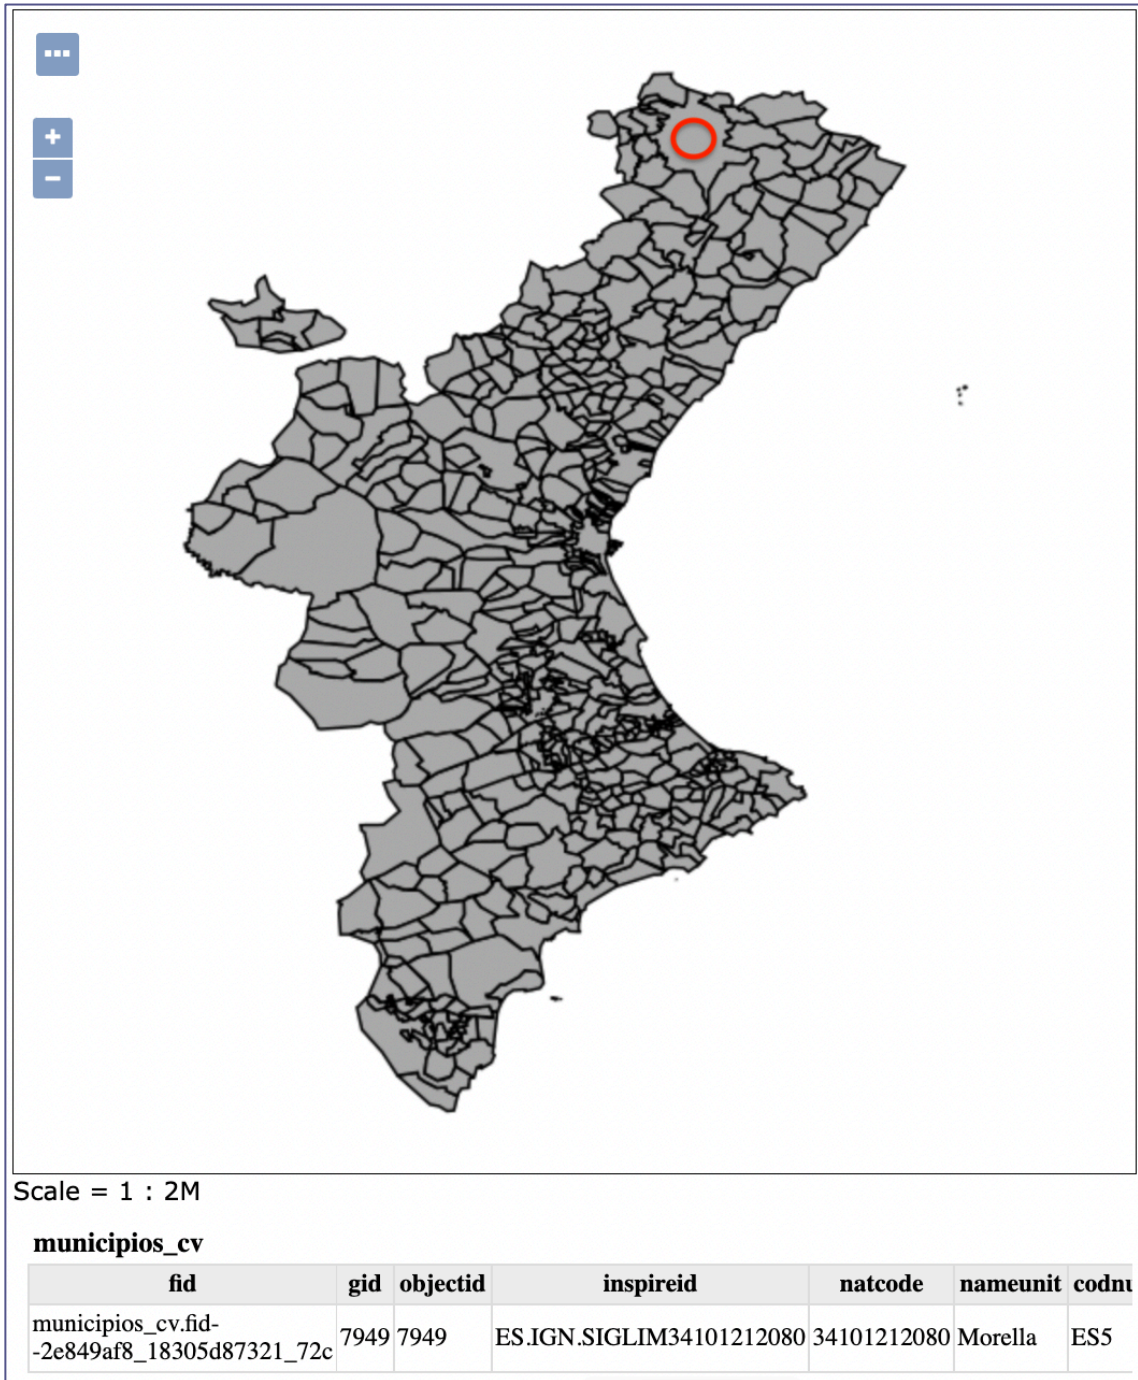 Scale = 1 : 2M
municipios_cv
fid gid objectid inspireid natcode nameunit codnu
municipios_cv.fid-
-2e849af8_18305d87321_72c 7949 7949 ES.IGN.SIGLIM34101212080 34101212080 Morella ES5